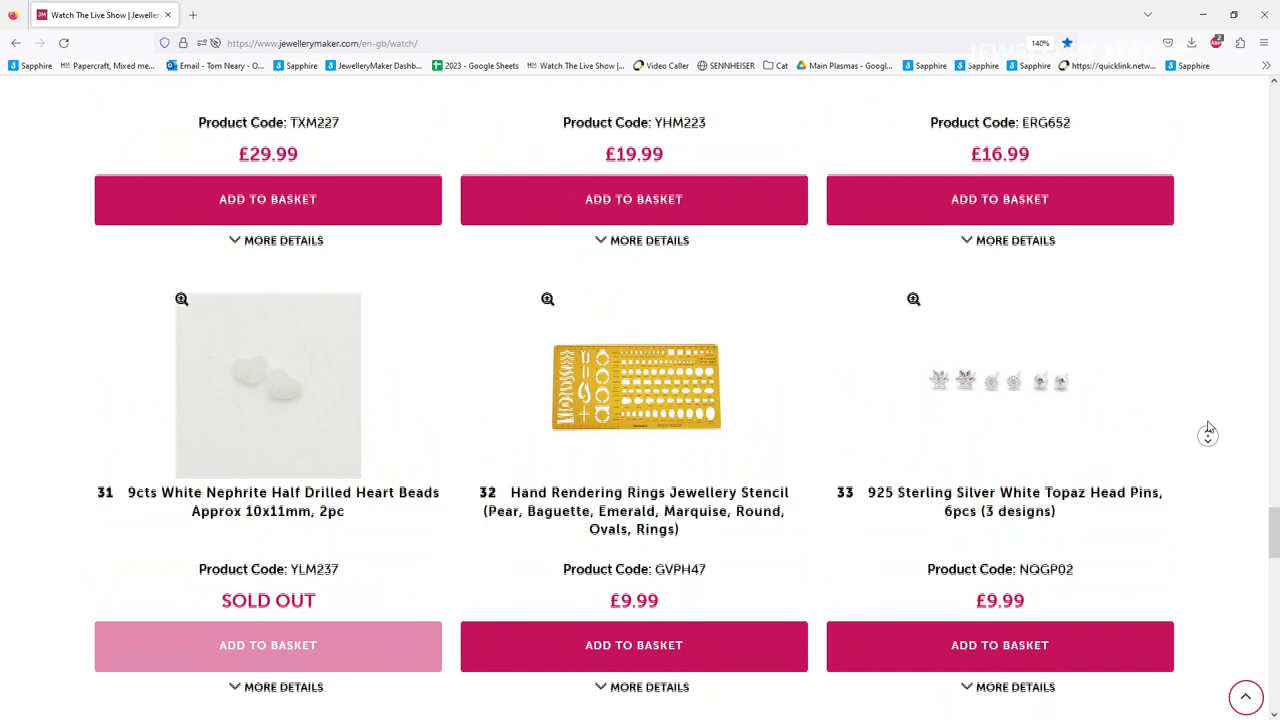 Watch The Live Show | Jeweller
https://www.jewellerymaker.com/en-gb/watch/
140%
2
Sapphire
Papercraft, Mixed me...
Email - Tom Neary - O...
Sapphire
JewelleryMaker Dashb...
2023 - Google Sheets
Watch The Live Show |...
Video Caller
SENNHEISER
Cat
Main Plasmas - Googl...
Sapphire
Sapphire
Sapphire
https://quicklink.netw...
Sapphire
Product Code: TXM227
Product Code: YHM223
Product Code: ERG652
£29.99
£19.99
£16.99
ADD TO BASKET
ADD TO BASKET
ADD TO BASKET
MORE DETAILS
MORE DETAILS
MORE DETAILS
31 9cts White Nephrite Half Drilled Heart Beads
Approx 10x11mm, 2pc
32 Hand Rendering Rings Jewellery Stencil
(Pear, Baguette, Emerald, Marquise, Round,
Ovals, Rings)
33 925 Sterling Silver White Topaz Head Pins,
6pcs (3 designs)
Product Code: YLM237
Product Code: GVPH47
Product Code: NQGP02
SOLD OUT
£9.99
£9.99
ADD TO BASKET
ADD TO BASKET
ADD TO BASKET
MORE DETAILS
MORE DETAILS
MORE DETAILS